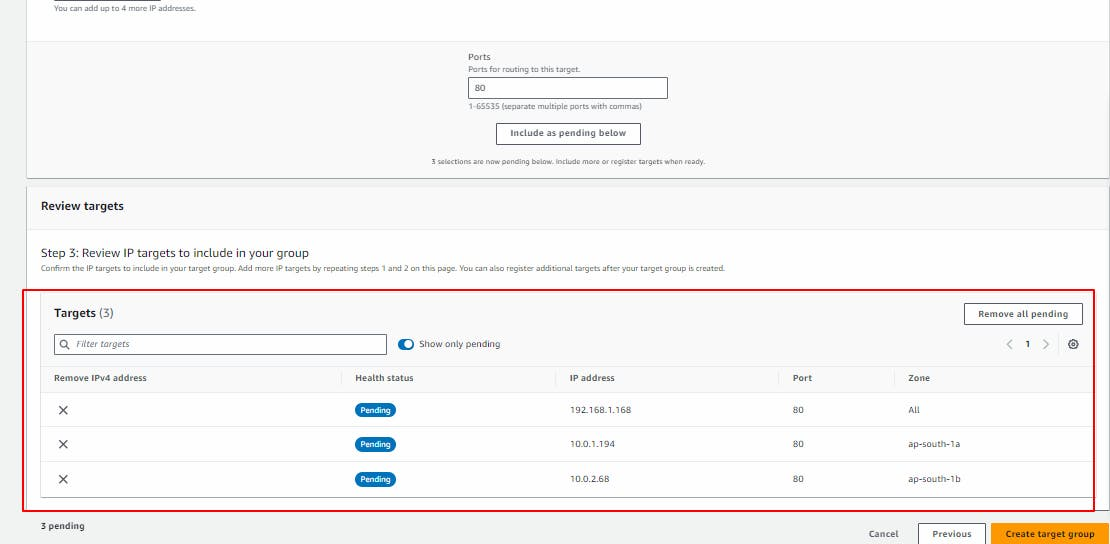 You can add up to 4 more IP addresses.
Ports
Ports for routing to this target.
80
1-65535 (separate multiple ports with commas)
Include as pending below
3 selections are now pending below. Include more or register targets when ready.
Review targets
Step 3: Review IP targets to include in your group
Confirm the IP targets to include in your target group. Add more IP targets by repeating steps 1 and 2 on this page. You can also register additional targets after your target group is created.
Targets (3)
Remove all pending
Filter targets
Show only pending
1
Remove IPv4 address Health status IP address Port Zone
Pending 192.168.1.168 80 All
Pending 10.0.1.194 80 ap-south-1a
Pending 10.0.2.68 80 ap-south-1b
3 pending
Cancel Previous Create target group